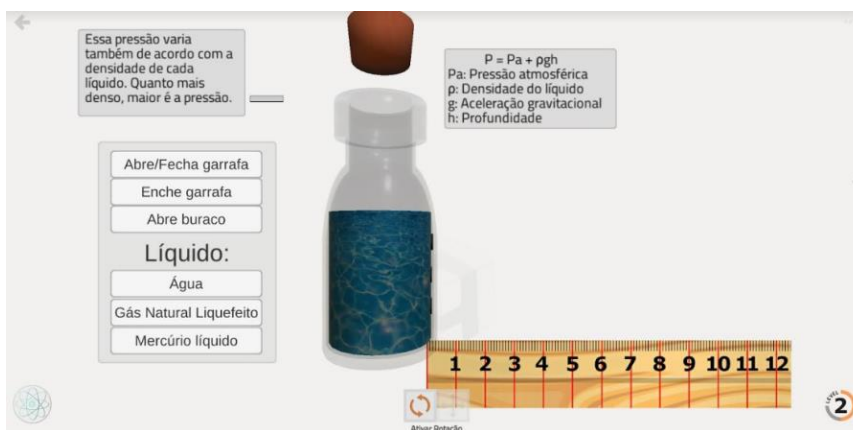 Essa pressão varia
também de acordo com a
densidade de cada
líquido. Quanto mais
denso, maior é a pressão.
P = Pa + ρgh
Pa: Pressão atmosférica
ρ: Densidade do líquido
g: Aceleração gravitacional
h: Profundidade
Abre/Fecha garrafa
Enche garrafa
Abre buraco
Líquido:
Água
Gás Natural Liquefeito
Mercúrio líquido
1 2 3 4 5 6 7 8 9 10 11 12
Ativar Rotação
LEVEL
2